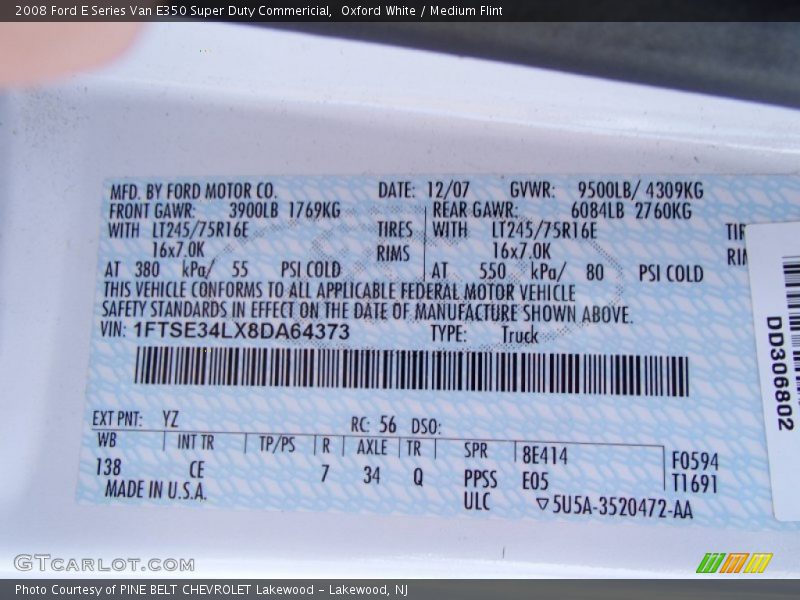 2008 Ford E Series Van E350 Super Duty Commericial, Oxford White / Medium Flint
MFD. BY FORD MOTOR CO. DATE: 12/07 GVWR: 9500LB/ 4309KG
FRONT GAWR: 3900LB 1769KG REAR GAWR: 6084LB 2760KG
WITH LT245/75R16E TIRES WITH LT245/75R16E TIR
16x7.0K RIMS 16x7.0K RIM
AT 380 kPa/ 55 PSI COLD AT 550 kPa/ 80 PSI COLD
THIS VEHICLE CONFORMS TO ALL APPLICABLE FEDERAL MOTOR VEHICLE
SAFETY STANDARDS IN EFFECT ON THE DATE OF MANUFACTURE SHOWN ABOVE.
VIN: 1FTSE34LX8DA64373 TYPE: Truck
DD306802
EXT PNT: YZ RC: 56 DSO:
WB INT TR TP/PS R AXLE TR SPR 8E414 F0594
138 CE 7 34 Q PPSS E05 T1691
MADE IN U.S.A. ULC ▽5U5A-3520472-AA
GTCARLOT.COM
Photo Courtesy of PINE BELT CHEVROLET Lakewood - Lakewood, NJ